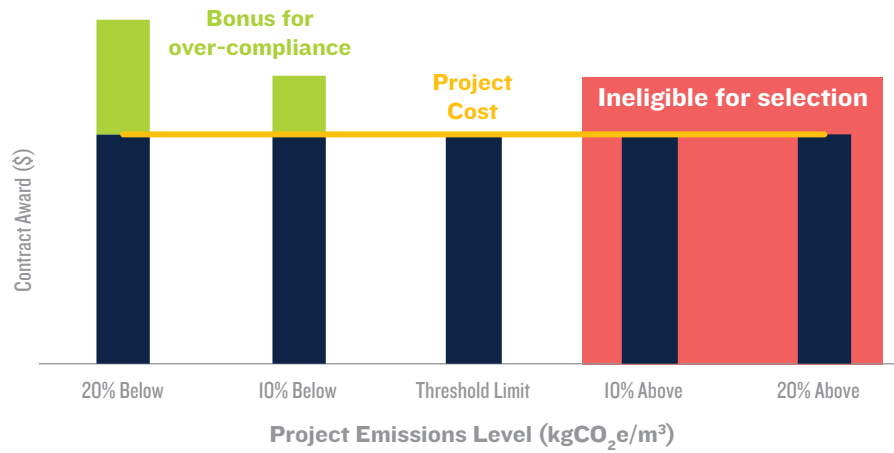 Bonus for
over-compliance
Project
Cost
Ineligible for selection
Contract Award ($)
20% Below
10% Below
Threshold Limit
10% Above
20% Above
Project Emissions Level (kgCO₂e/m³)